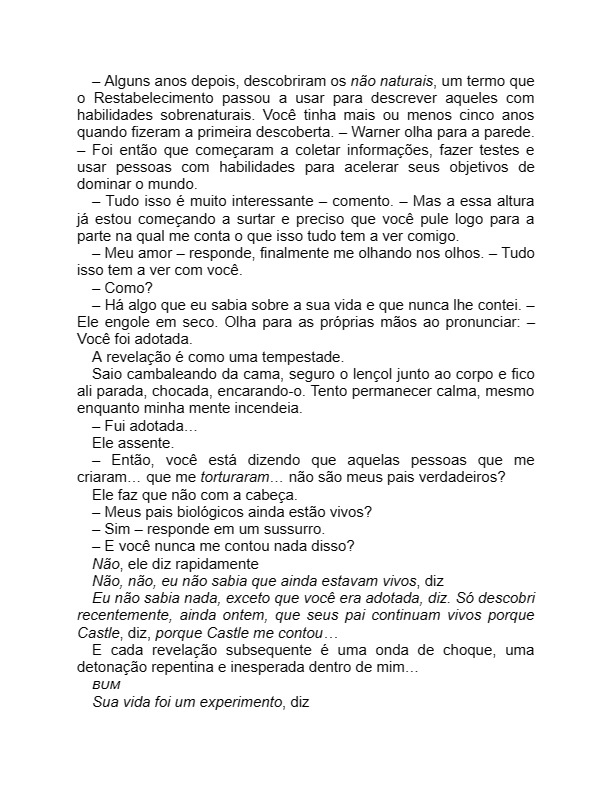 – Alguns anos depois, descobriram os não naturais, um termo que
o Restabelecimento passou a usar para descrever aqueles com
habilidades sobrenaturais. Você tinha mais ou menos cinco anos
quando fizeram a primeira descoberta. – Warner olha para a parede.
– Foi então que começaram a coletar informações, fazer testes e
usar pessoas com habilidades para acelerar seus objetivos de
dominar o mundo.
– Tudo isso é muito interessante – comento. – Mas a essa altura
já estou começando a surtar e preciso que você pule logo para a
parte na qual me conta o que isso tudo tem a ver comigo.
– Meu amor – responde, finalmente me olhando nos olhos. – Tudo
isso tem a ver com você.
– Como?
– Há algo que eu sabia sobre a sua vida e que nunca lhe contei. –
Ele engole em seco. Olha para as próprias mãos ao pronunciar: –
Você foi adotada.
A revelação é como uma tempestade.
Saio cambaleando da cama, seguro o lençol junto ao corpo e fico
ali parada, chocada, encarando-o. Tento permanecer calma, mesmo
enquanto minha mente incendeia.
– Fui adotada…
Ele assente.
– Então, você está dizendo que aquelas pessoas que me
criaram… que me torturaram… não são meus pais verdadeiros?
Ele faz que não com a cabeça.
– Meus pais biológicos ainda estão vivos?
– Sim – responde em um sussurro.
– E você nunca me contou nada disso?
Não, ele diz rapidamente
Não, não, eu não sabia que ainda estavam vivos, diz
Eu não sabia nada, exceto que você era adotada, diz. Só descobri
recentemente, ainda ontem, que seus pai continuam vivos porque
Castle, diz, porque Castle me contou…
E cada revelação subsequente é uma onda de choque, uma
detonação repentina e inesperada dentro de mim…
BUM
Sua vida foi um experimento, diz